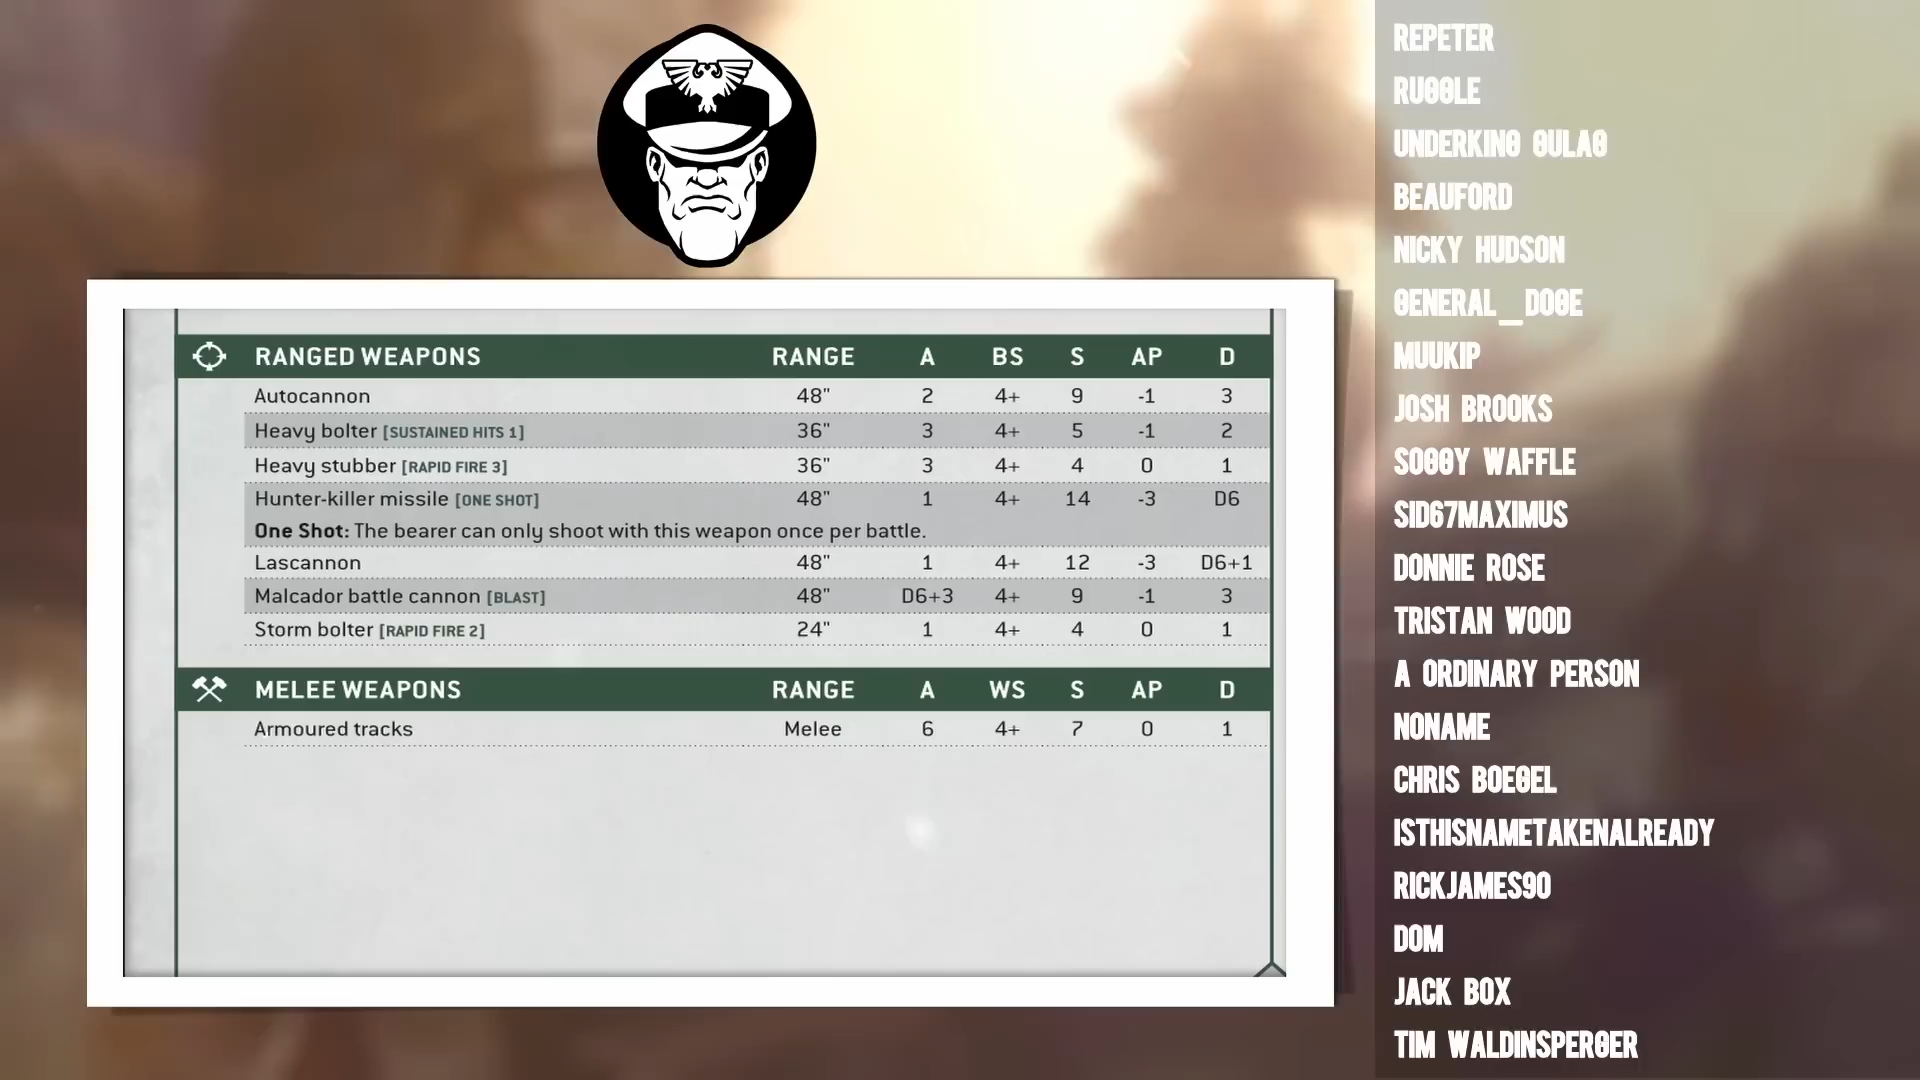 RANGED WEAPONS RANGE A BS S AP D
Autocannon 48" 2 4+ 9 -1 3
Heavy bolter [SUSTAINED HITS 1] 36" 3 4+ 5 -1 2
Heavy stubber [RAPID FIRE 3] 36" 3 4+ 4 0 1
Hunter-killer missile [ONE SHOT] 48" 1 4+ 14 -3 D6
One Shot: The bearer can only shoot with this weapon once per battle.
Lascannon 48" 1 4+ 12 -3 D6+1
Malcador battle cannon [BLAST] 48" D6+3 4+ 9 -1 3
Storm bolter [RAPID FIRE 2] 24" 1 4+ 4 0 1
MELEE WEAPONS RANGE A WS S AP D
Armoured tracks Melee 6 4+ 7 0 1
REPETER
RUGGLE
UNDERKING GULAG
BEAUFORD
NICKY HUDSON
GENERAL_DOGE
MUUKIP
JOSH BROOKS
SOGGY WAFFLE
SID67MAXIMUS
DONNIE ROSE
TRISTAN WOOD
A ORDINARY PERSON
NONAME
CHRIS BOEGEL
ISTHISNAMETAKENALREADY
RICKJAMES90
DOM
JACK BOX
TIM WALDINSPERGER